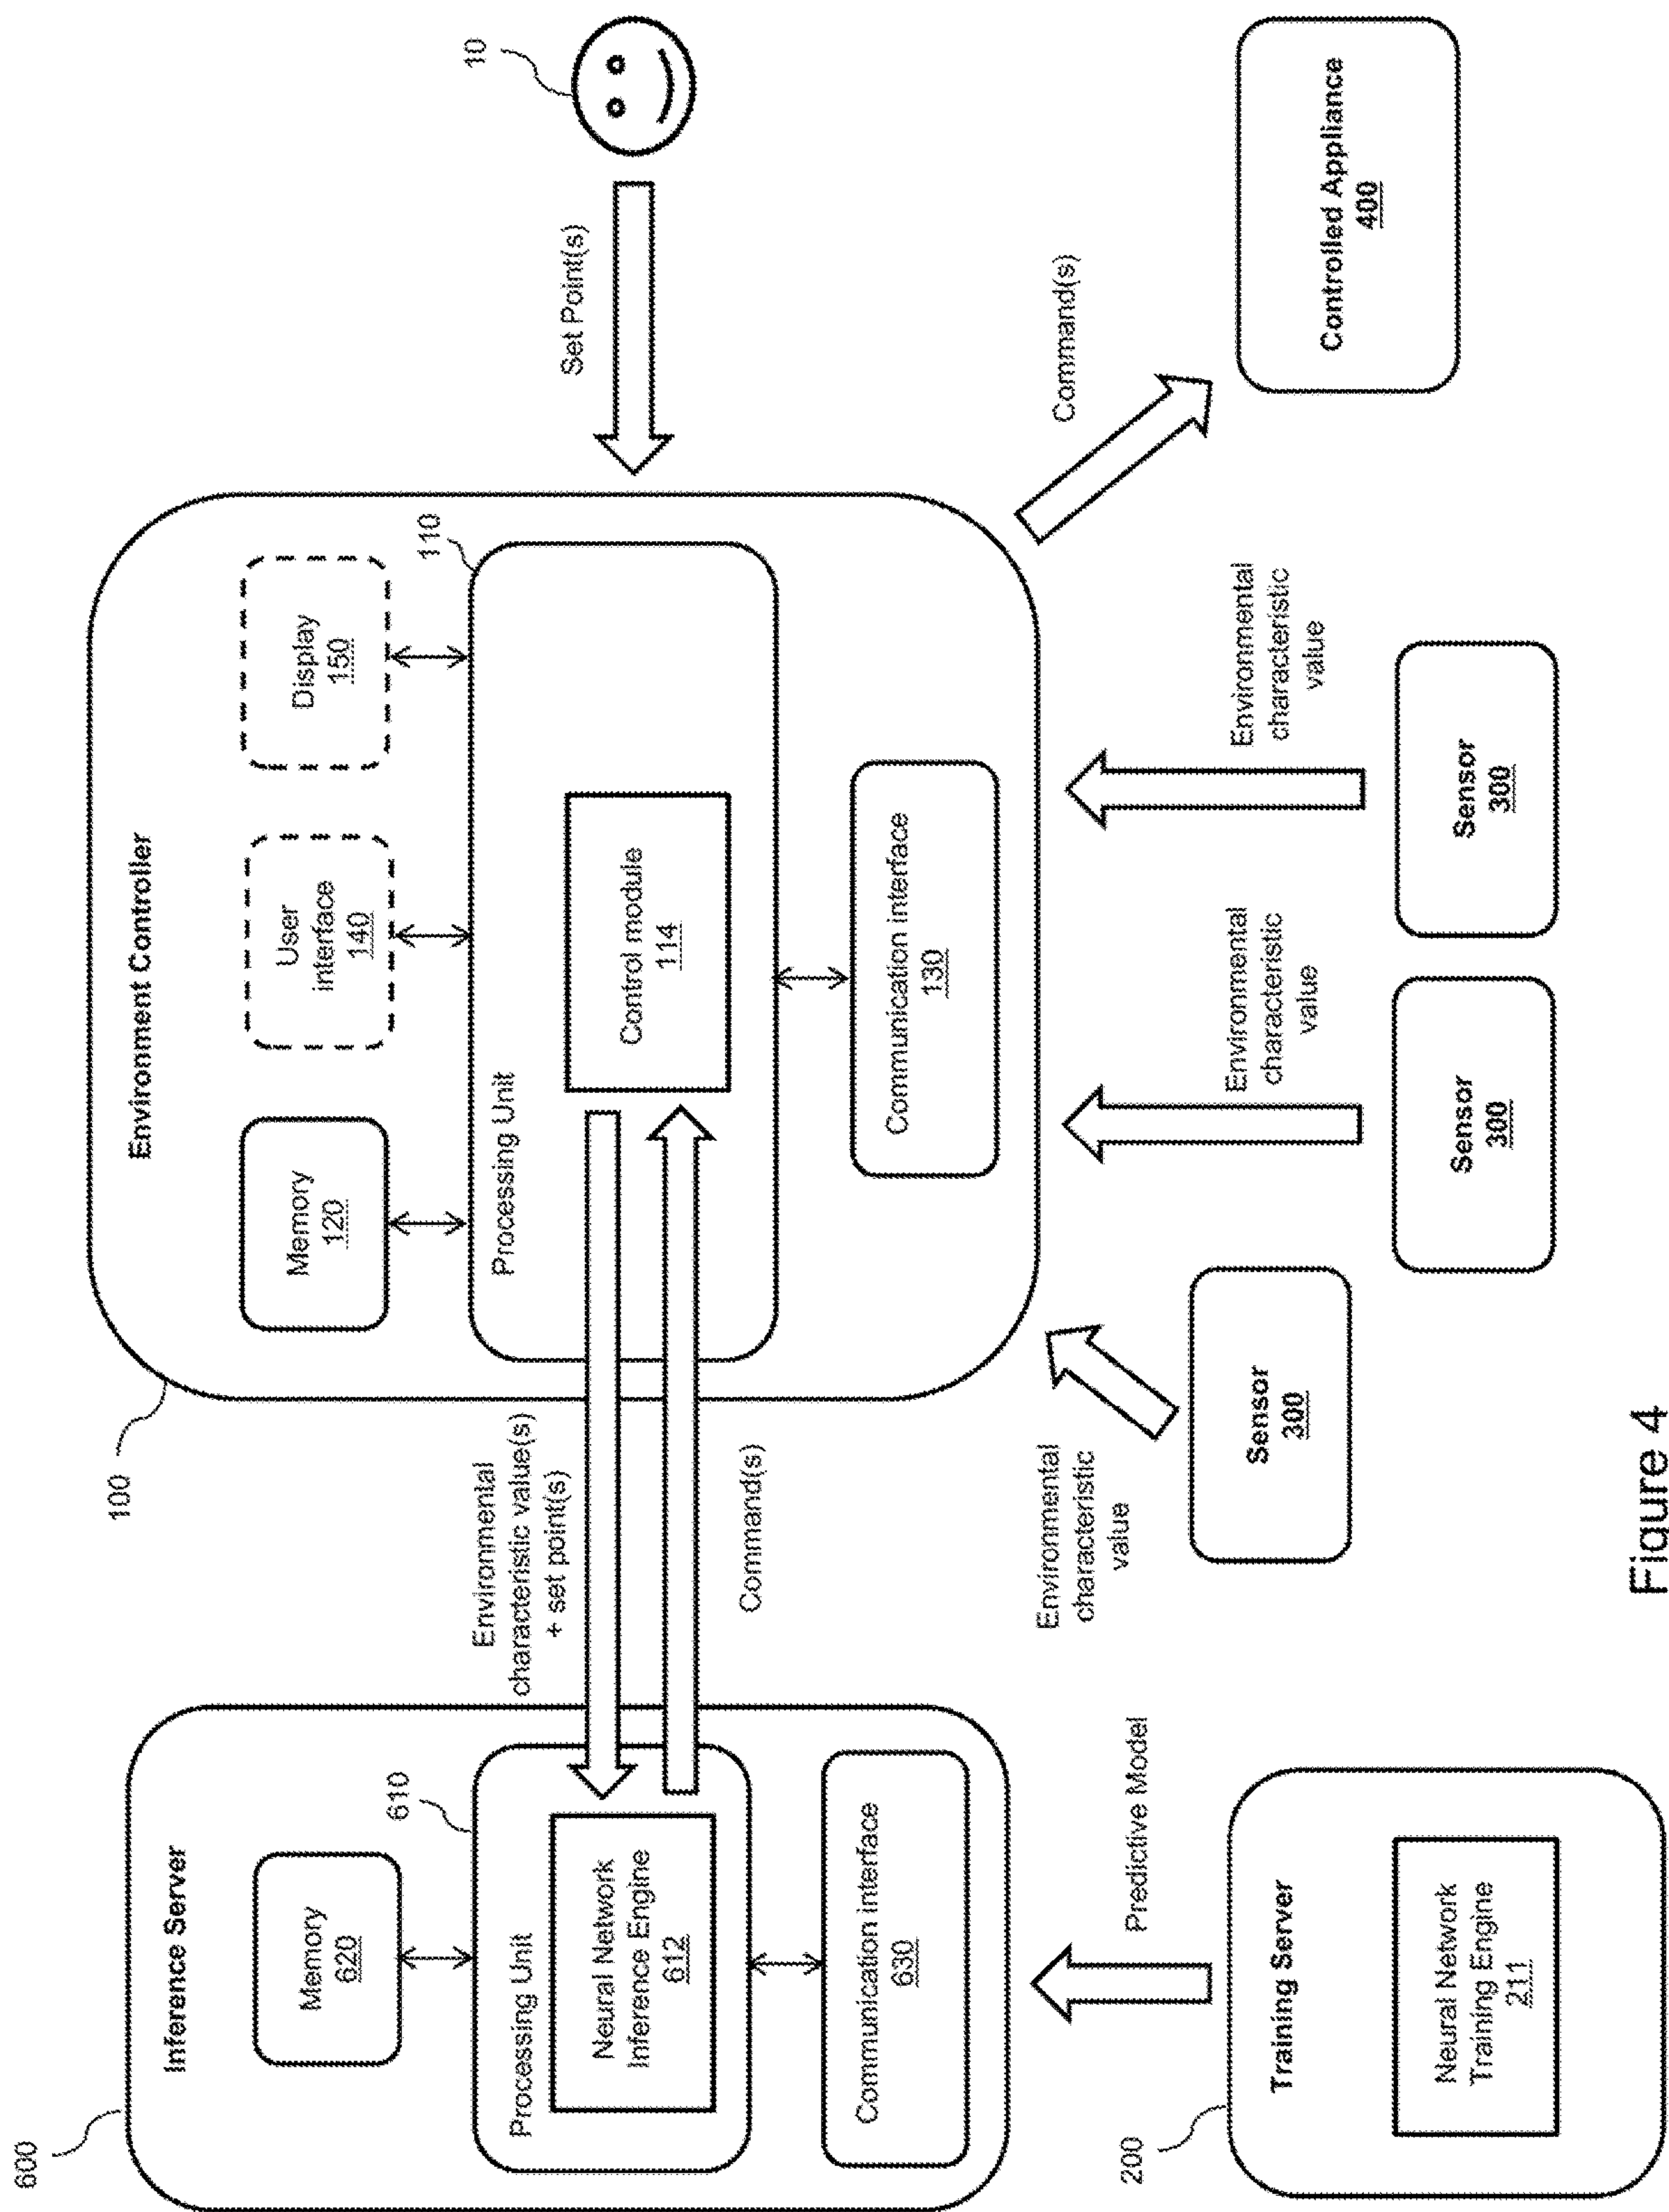 600
Inference Server
Memory
620
610
Processing Unit
Neural Network
Inference Engine
612
Communication interface
630
Environmental
characteristic value(s)
+ set point(s)
Command(s)
100
Environment Controller
Memory
120
User
interface
140
Display
150
110
Processing Unit
Control module
114
Communication interface
130
10
Set Point(s)
Predictive Model
200
Training Server
Neural Network
Training Engine
211
Environmental
characteristic
value
Sensor
300
Environmental
characteristic
value
Sensor
300
Environmental
characteristic
value
Sensor
300
Command(s)
Controlled Appliance
400
Figure 4